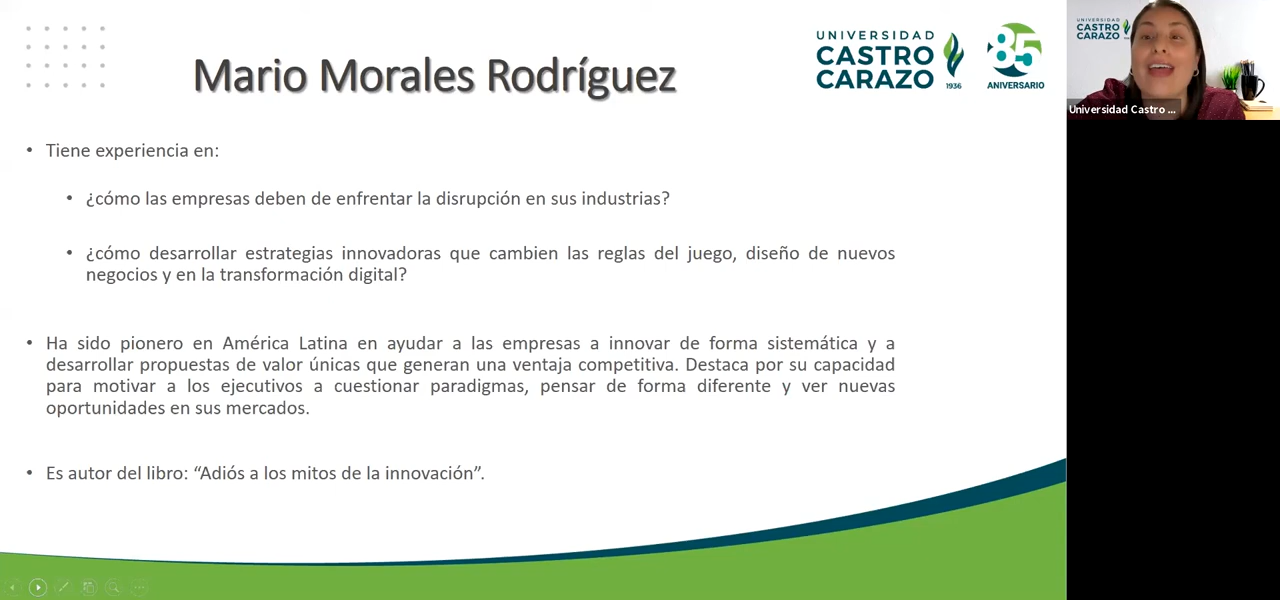 Mario Morales Rodríguez
UNIVERSIDAD
CASTRO
CARAZO
1936
85
ANIVERSARIO
• Tiene experiencia en:
• ¿cómo las empresas deben de enfrentar la disrupción en sus industrias?
• ¿cómo desarrollar estrategias innovadoras que cambien las reglas del juego, diseño de nuevos
negocios y en la transformación digital?
• Ha sido pionero en América Latina en ayudar a las empresas a innovar de forma sistemática y a
desarrollar propuestas de valor únicas que generan una ventaja competitiva. Destaca por su capacidad
para motivar a los ejecutivos a cuestionar paradigmas, pensar de forma diferente y ver nuevas
oportunidades en sus mercados.
• Es autor del libro: “Adiós a los mitos de la innovación”.
UNIVERSIDAD
CASTRO
CARAZO
Universidad Castro ...